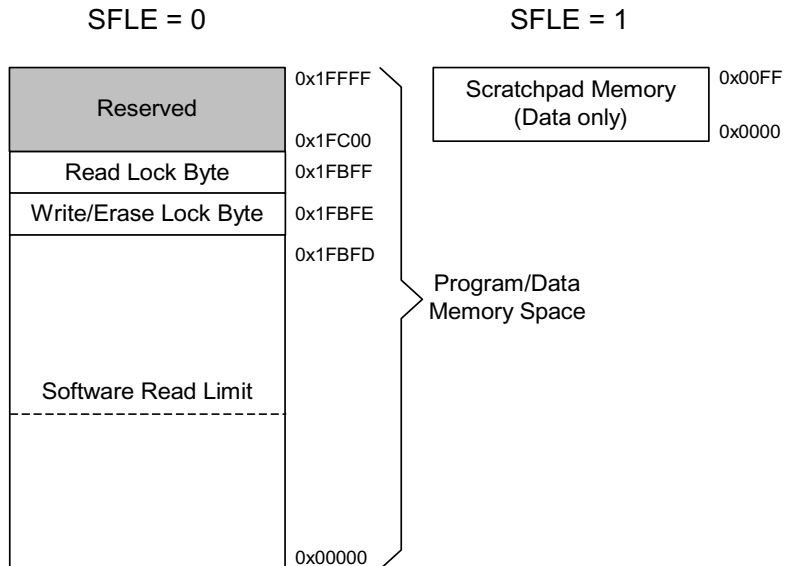 SFLE = 0
SFLE = 1
0x1FFFF
Reserved
0x1FC00
Read Lock Byte
0x1FBFF
Write/Erase Lock Byte
0x1FBFE
0x1FBFD
Software Read Limit
0x00000
Program/Data
Memory Space
Scratchpad Memory
(Data only)
0x00FF
0x0000